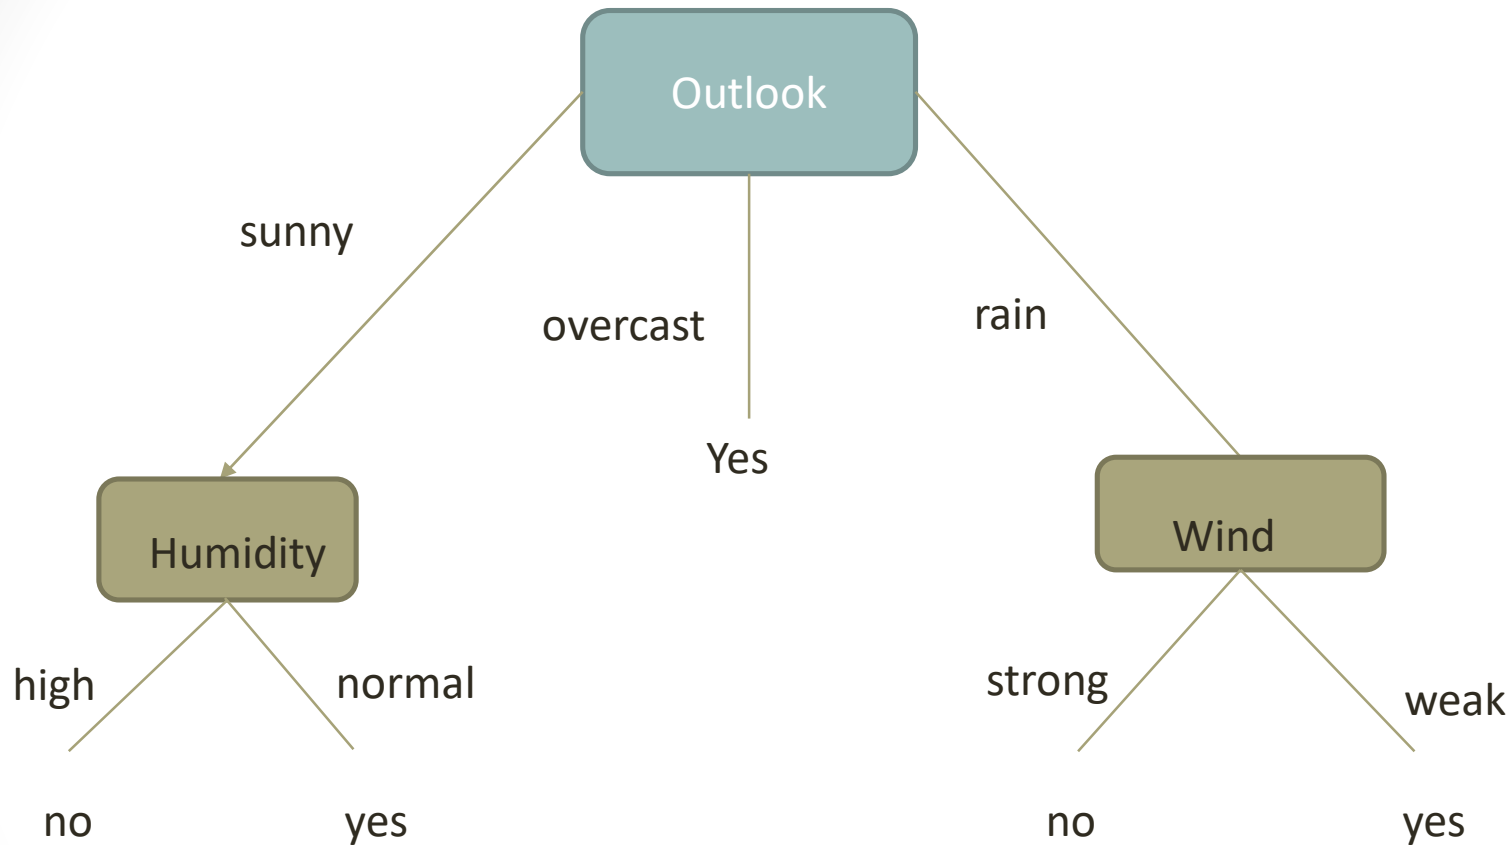 Outlook
sunny
overcast
rain
Yes
Humidity
Wind
high
normal
strong
weak
no
yes
no
yes